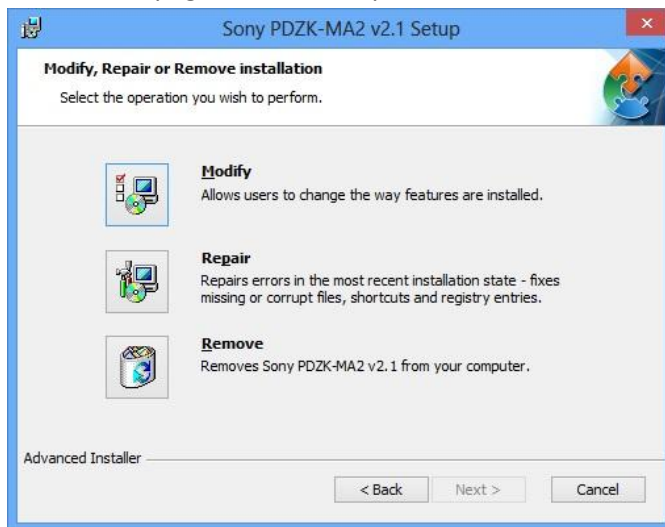 Sony PDZK-MA2 v2.1 Setup
Modify, Repair or Remove installation
Select the operation you wish to perform.
Modify
Allows users to change the way features are installed.
Repair
Repairs errors in the most recent installation state - fixes
missing or corrupt files, shortcuts and registry entries.
Remove
Removes Sony PDZK-MA2 v2.1 from your computer.
Advanced Installer
< Back
Next >
Cancel